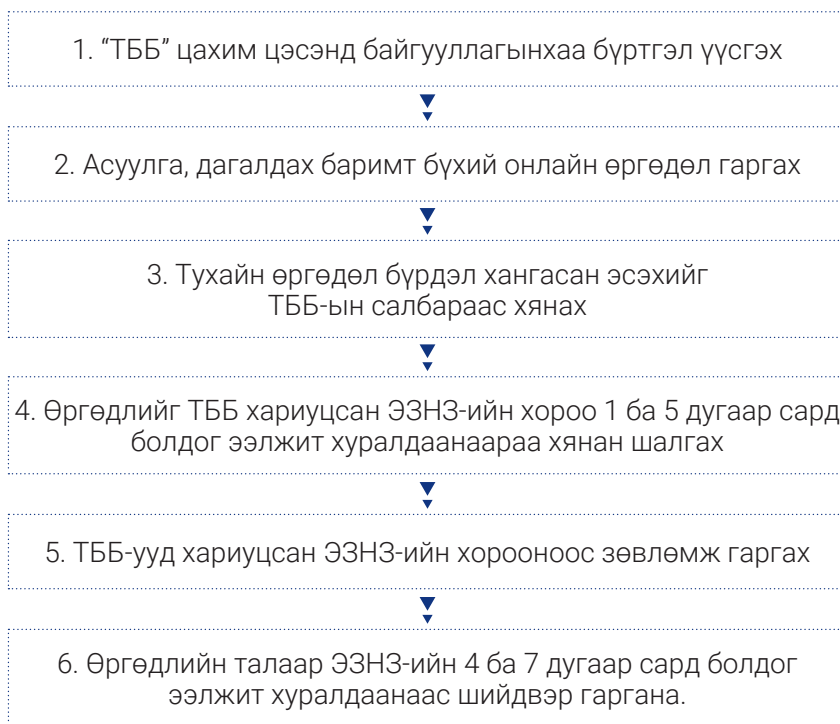 1. “ТББ” цахим цэсэнд байгууллагынхаа бүртгэл үүсгэх
2. Асуулга, дагалдах баримт бүхий онлайн өргөдөл гаргах
3. Тухайн өргөдөл бүрдэл хангасан эсэхийг
ТББ-ын салбараас хянах
4. Өргөдлийг ТББ хариуцсан ЭЗНЗ-ийн хороо 1 ба 5 дугаар сард
болдог ээлжит хуралдаанаараа хянан шалгах
5. ТББ-ууд хариуцсан ЭЗНЗ-ийн хорооноос зөвлөмж гаргах
6. Өргөдлийн талаар ЭЗНЗ-ийн 4 ба 7 дугаар сард болдог
ээлжит хуралдаанаас шийдвэр гаргана.